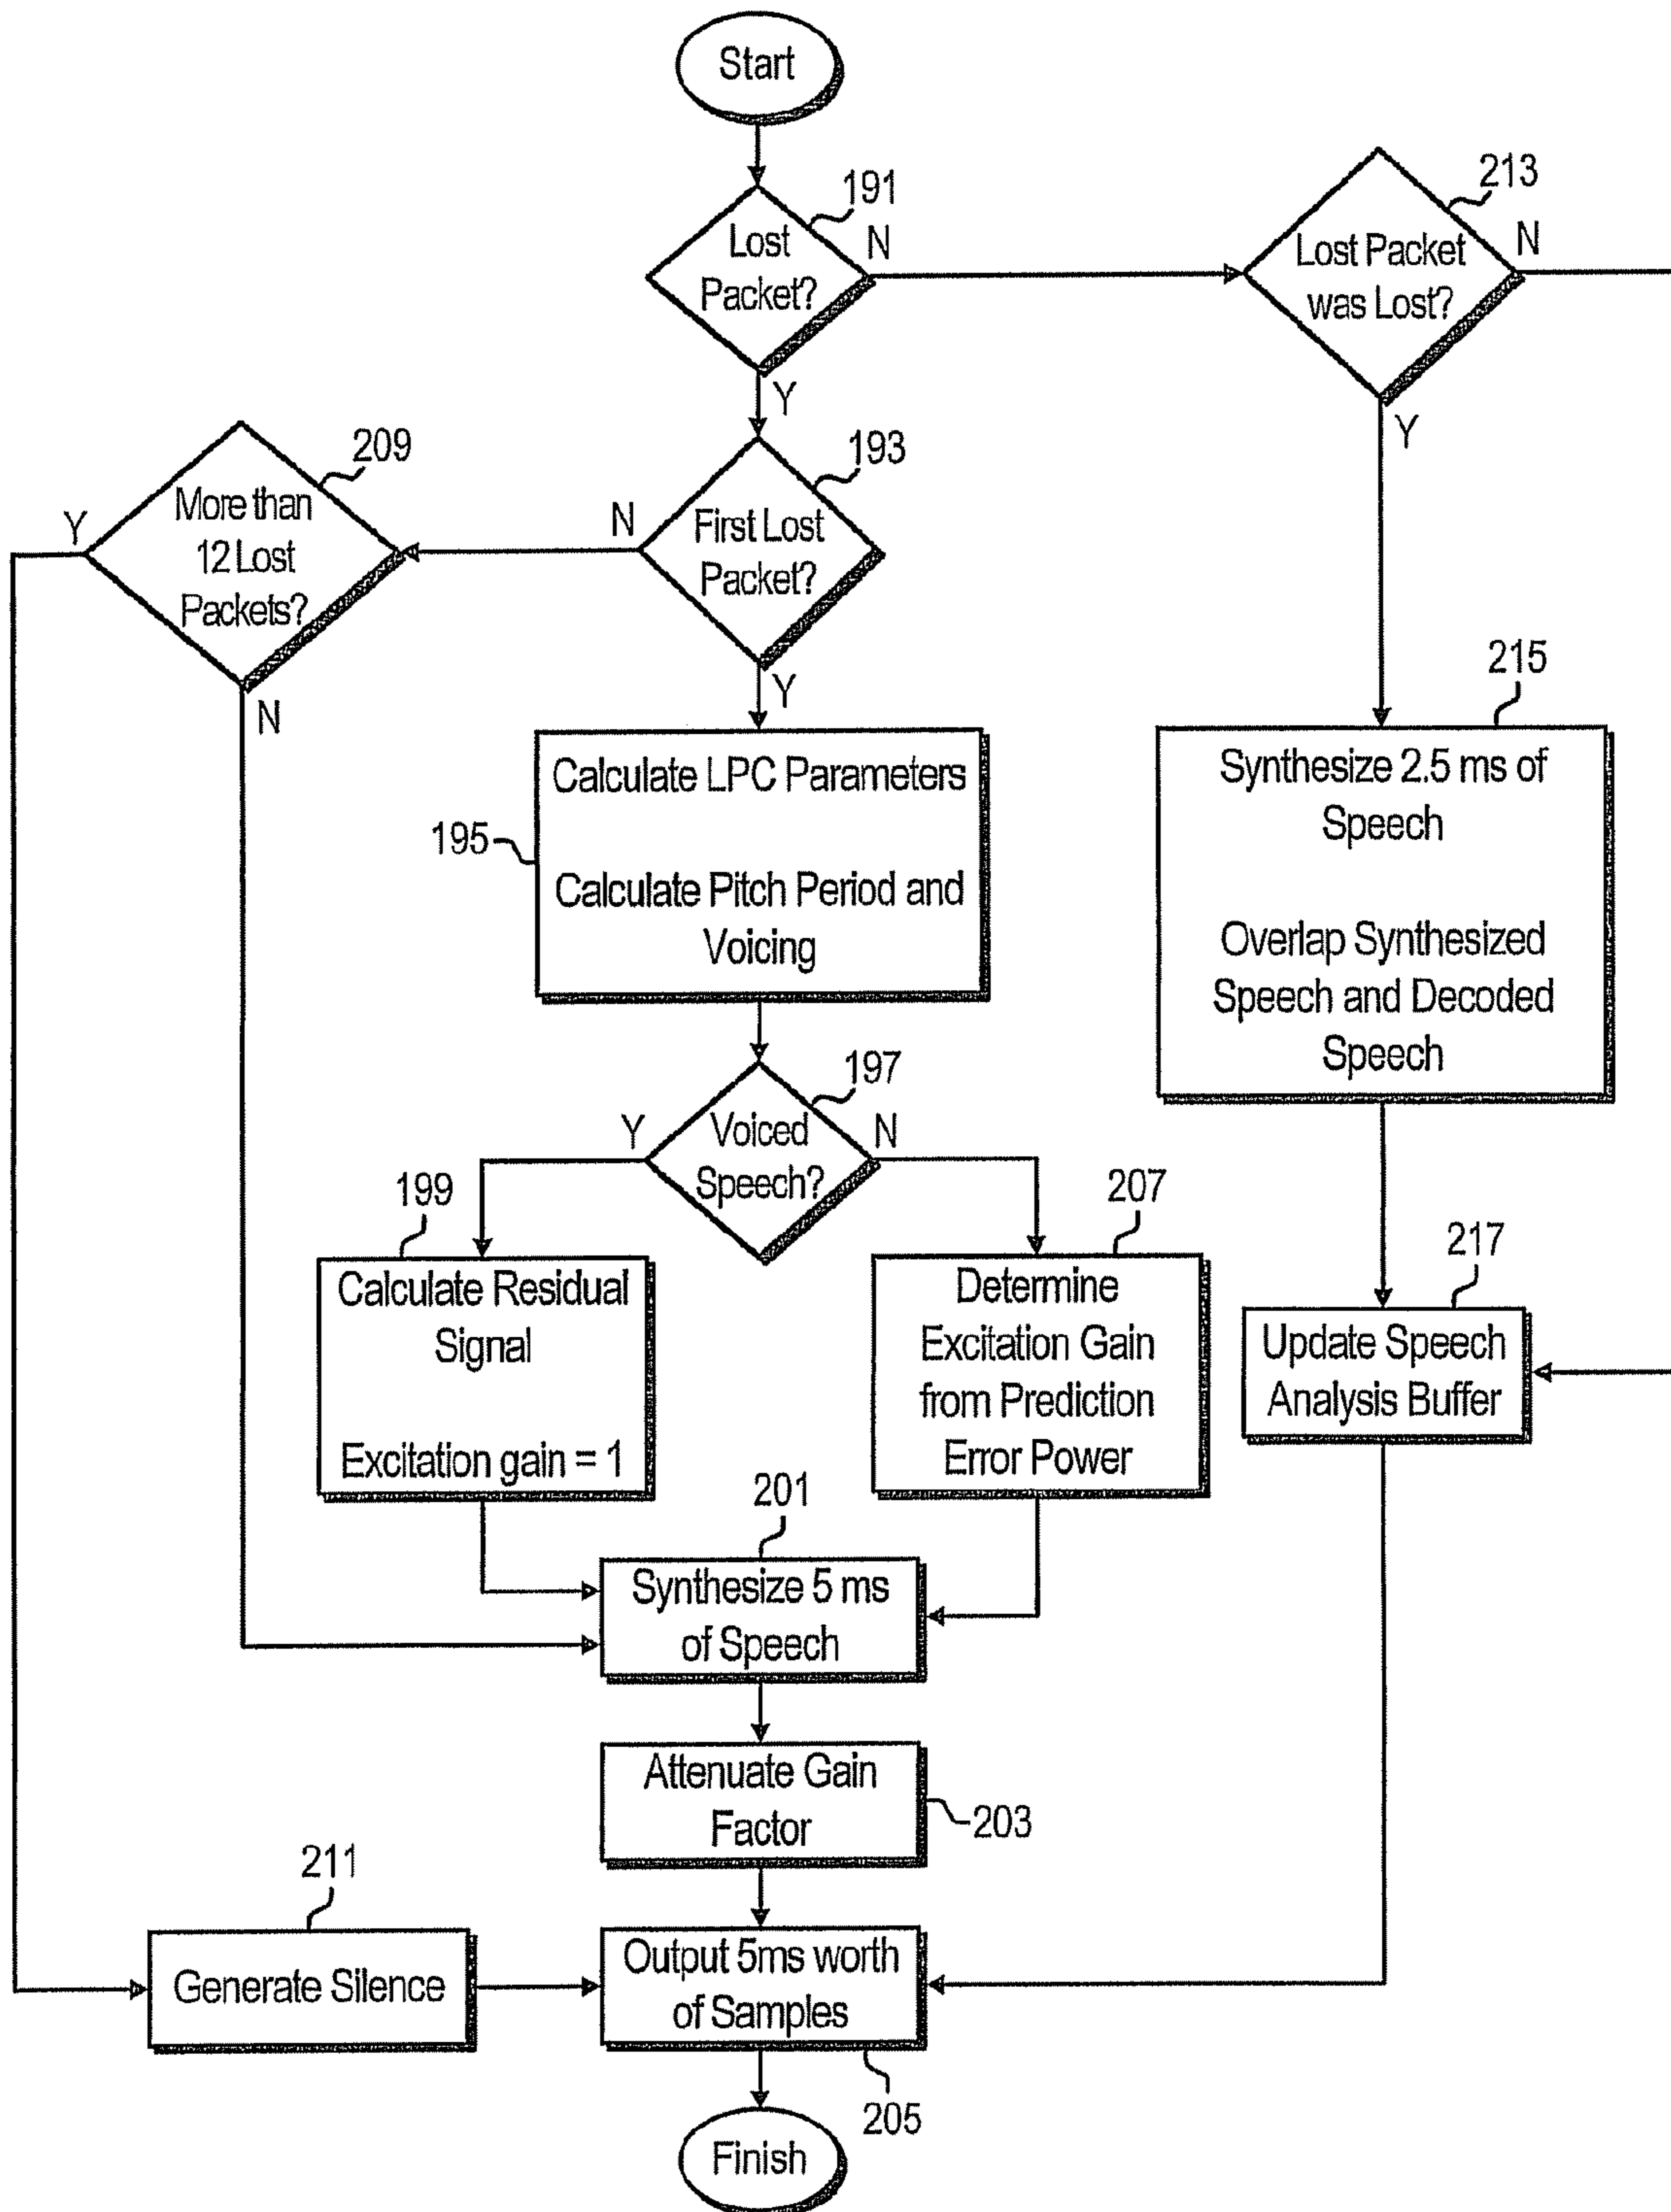 Start
191
Lost
Packet?
N
Y
213
Lost Packet
was Lost?
N
Y
209
More than
12 Lost
Packets?
Y
N
193
First Lost
Packet?
N
Y
195
Calculate LPC Parameters
Calculate Pitch Period and
Voicing
215
Synthesize 2.5 ms of
Speech
Overlap Synthesized
Speech and Decoded
Speech
197
Voiced
Speech?
Y
N
199
Calculate Residual
Signal
Excitation gain = 1
207
Determine
Excitation Gain
from Prediction
Error Power
217
Update Speech
Analysis Buffer
201
Synthesize 5 ms
of Speech
Attenuate Gain
Factor
203
211
Generate Silence
Output 5ms worth
of Samples
205
Finish